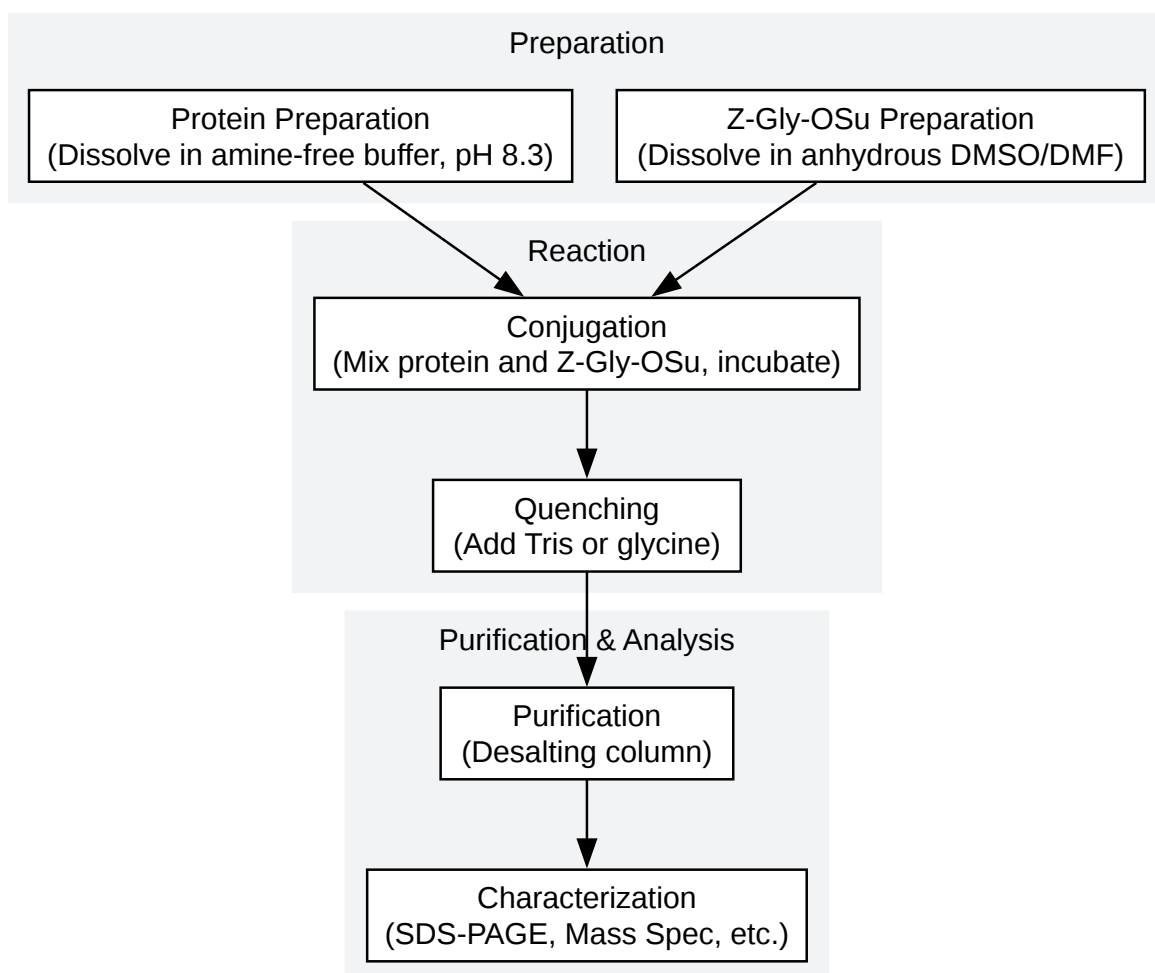 Preparation
Protein Preparation
(Dissolve in amine-free buffer, pH 8.3)
Z-Gly-OSu Preparation
(Dissolve in anhydrous DMSO/DMF)
Reaction
Conjugation
(Mix protein and Z-Gly-OSu, incubate)
Quenching
(Add Tris or glycine)
Purification & Analysis
Purification
(Desalting column)
Characterization
(SDS-PAGE, Mass Spec, etc.)